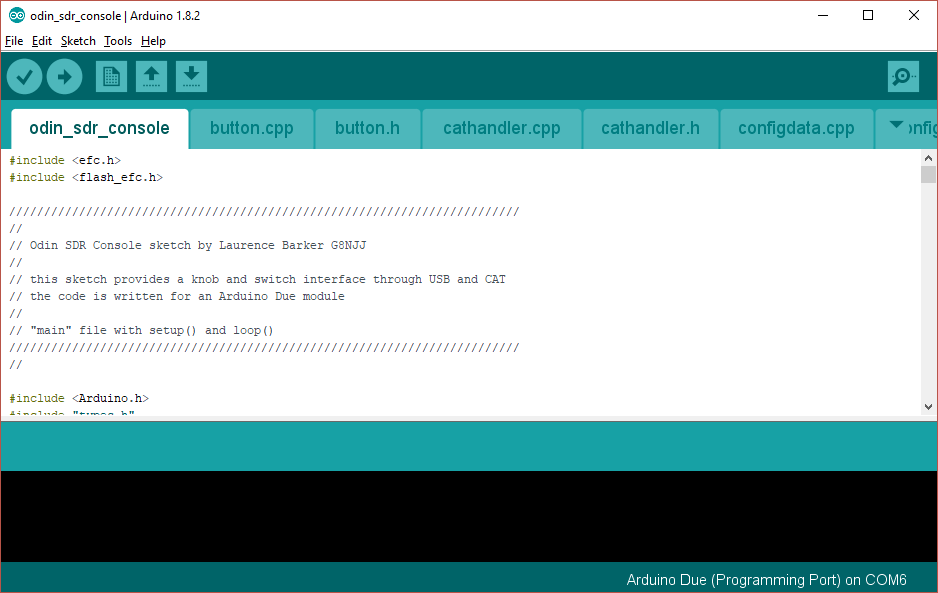 odin_sdr_console | Arduino 1.8.2
File Edit Sketch Tools Help
odin_sdr_console button.cpp button.h cathandler.cpp cathandler.h configdata.cpp
#include <efc.h>
#include <flash_efc.h>
/////////////////////////////////////////////////////////////////////////
//
// Odin SDR Console sketch by Laurence Barker G8NJJ
//
// this sketch provides a knob and switch interface through USB and CAT
// the code is written for an Arduino Due module
//
// "main" file with setup() and loop()
/////////////////////////////////////////////////////////////////////////
//
#include <Arduino.h>
#include "types.h"
Arduino Due (Programming Port) on COM6